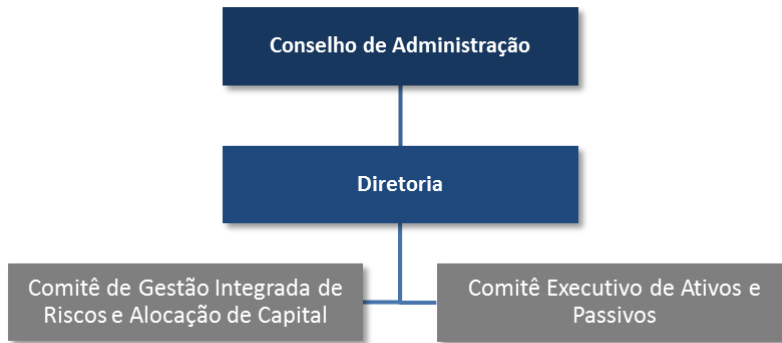 Conselho de Administração
Diretoria
Comitê de Gestão Integrada de
Riscos e Alocação de Capital
Comitê Executivo de Ativos e
Passivos